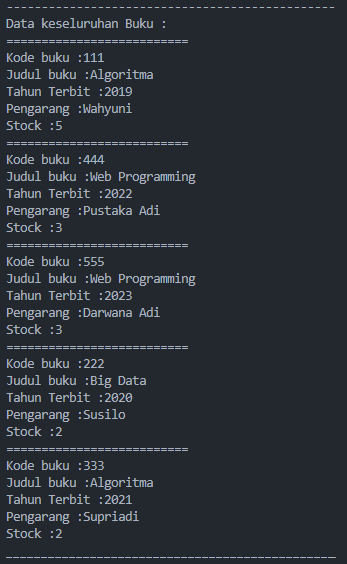 -----------------------------------------------
Data keseluruhan Buku :
==========================
Kode buku :111
Judul buku :Algoritma
Tahun Terbit :2019
Pengarang :Wahyuni
Stock :5
==========================
Kode buku :444
Judul buku :Web Programming
Tahun Terbit :2022
Pengarang :Pustaka Adi
Stock :3
==========================
Kode buku :555
Judul buku :Web Programming
Tahun Terbit :2023
Pengarang :Darwana Adi
Stock :3
==========================
Kode buku :222
Judul buku :Big Data
Tahun Terbit :2020
Pengarang :Susilo
Stock :2
==========================
Kode buku :333
Judul buku :Algoritma
Tahun Terbit :2021
Pengarang :Supriadi
Stock :2
_______________________________________________